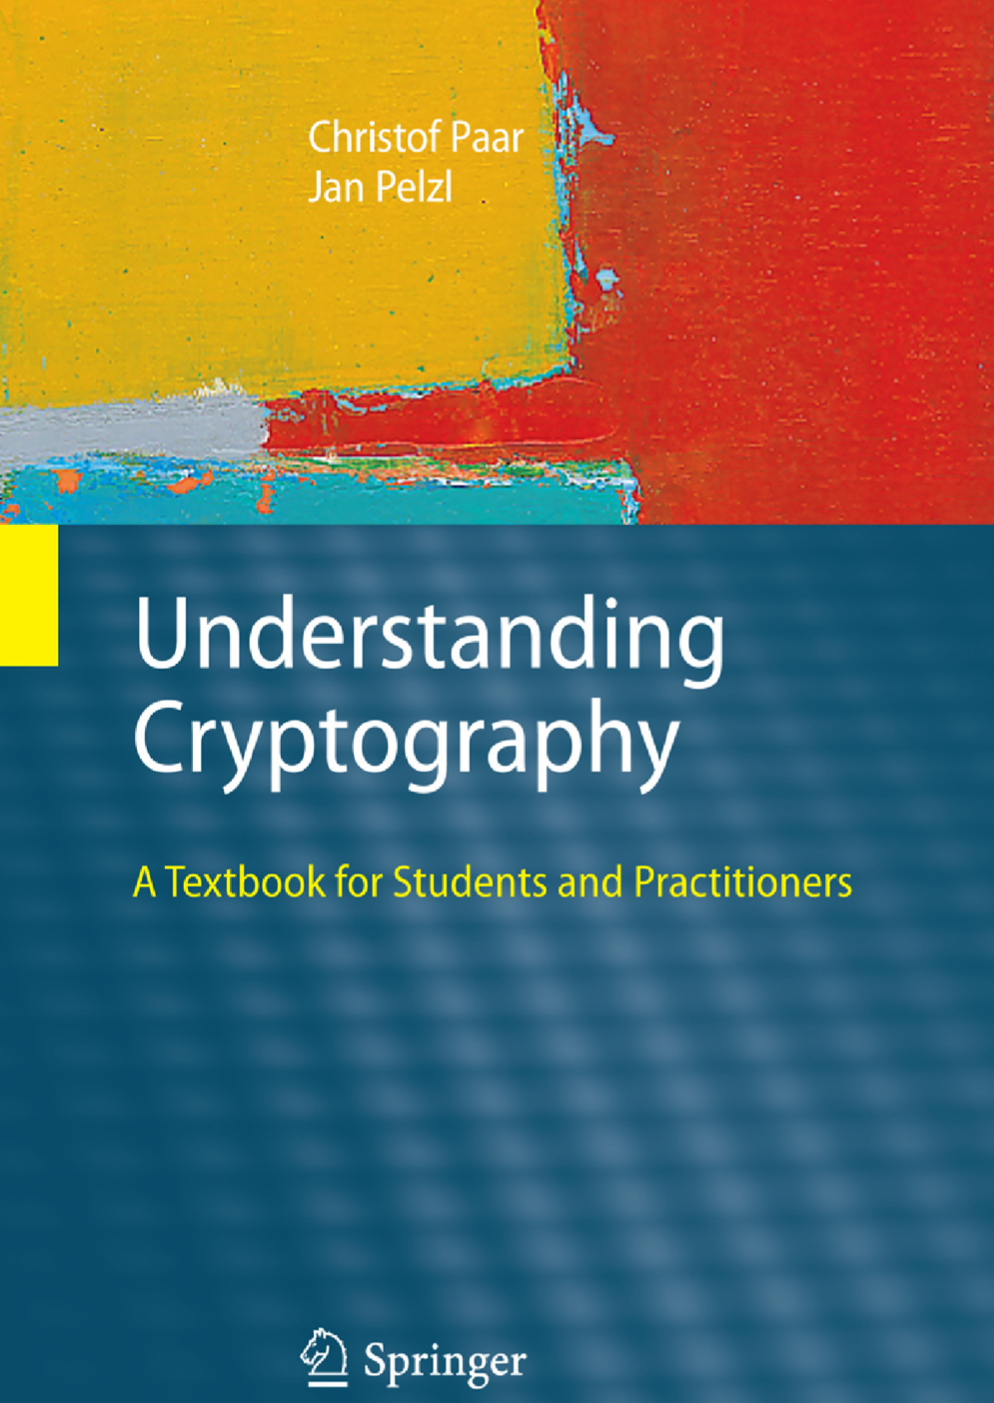 Christof Paar
Jan Pelzl
Understanding
Cryptography
A Textbook for Students and Practitioners
Springer